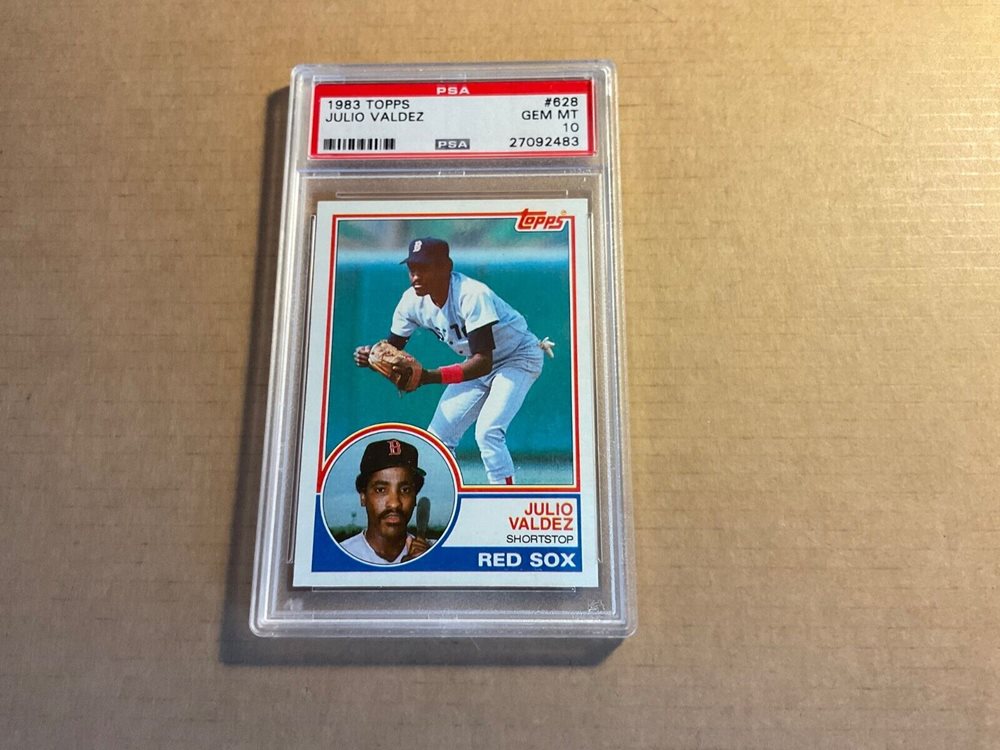 PSA
1983 TOPPS #628
JULIO VALDEZ GEM MT
10
PSA 27092483
Topps
B
B
JULIO
VALDEZ
SHORTSTOP
RED SOX